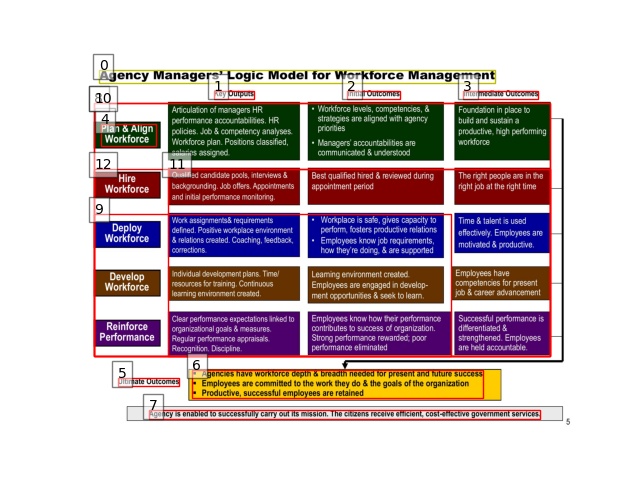 0
Agency Managers' Logic Model for Workforce Management
1
2
3
Key Outputs
Initial Outcomes
Intermediate Outcomes
10
4
Plan & Align
Workforce
Articulation of managers HR
performance accountabilities. HR
policies. Job & competency analyses.
Workforce plan. Positions classified,
salaries assigned.
• Workforce levels, competencies, &
strategies are aligned with agency
priorities
• Managers' accountabilities are
communicated & understood
Foundation in place to
build and sustain a
productive, high performing
workforce
12
11
Hire
Workforce
Qualified candidate pools, interviews &
backgrounding. Job offers. Appointments
and initial performance monitoring.
Best qualified hired & reviewed during
appointment period
The right people are in the
right job at the right time
9
Deploy
Workforce
Work assignments& requirements
defined. Positive workplace environment
& relations created. Coaching, feedback,
corrections.
• Workplace is safe, gives capacity to
perform, fosters productive relations
• Employees know job requirements,
how they're doing, & are supported
Time & talent is used
effectively. Employees are
motivated & productive.
Develop
Workforce
Individual development plans. Time/
resources for training. Continuous
learning environment created.
Learning environment created.
Employees are engaged in develop-
ment opportunities & seek to learn.
Employees have
competencies for present
job & career advancement
Reinforce
Performance
Clear performance expectations linked to
organizational goals & measures.
Regular performance appraisals.
Recognition. Discipline.
Employees know how their performance
contributes to success of organization.
Strong performance rewarded; poor
performance eliminated
Successful performance is
differentiated &
strengthened. Employees
are held accountable.
5
6
Ultimate Outcomes
• Agencies have workforce depth & breadth needed for present and future success
• Employees are committed to the work they do & the goals of the organization
• Productive, successful employees are retained
7
Agency is enabled to successfully carry out its mission. The citizens receive efficient, cost-effective government services.
5